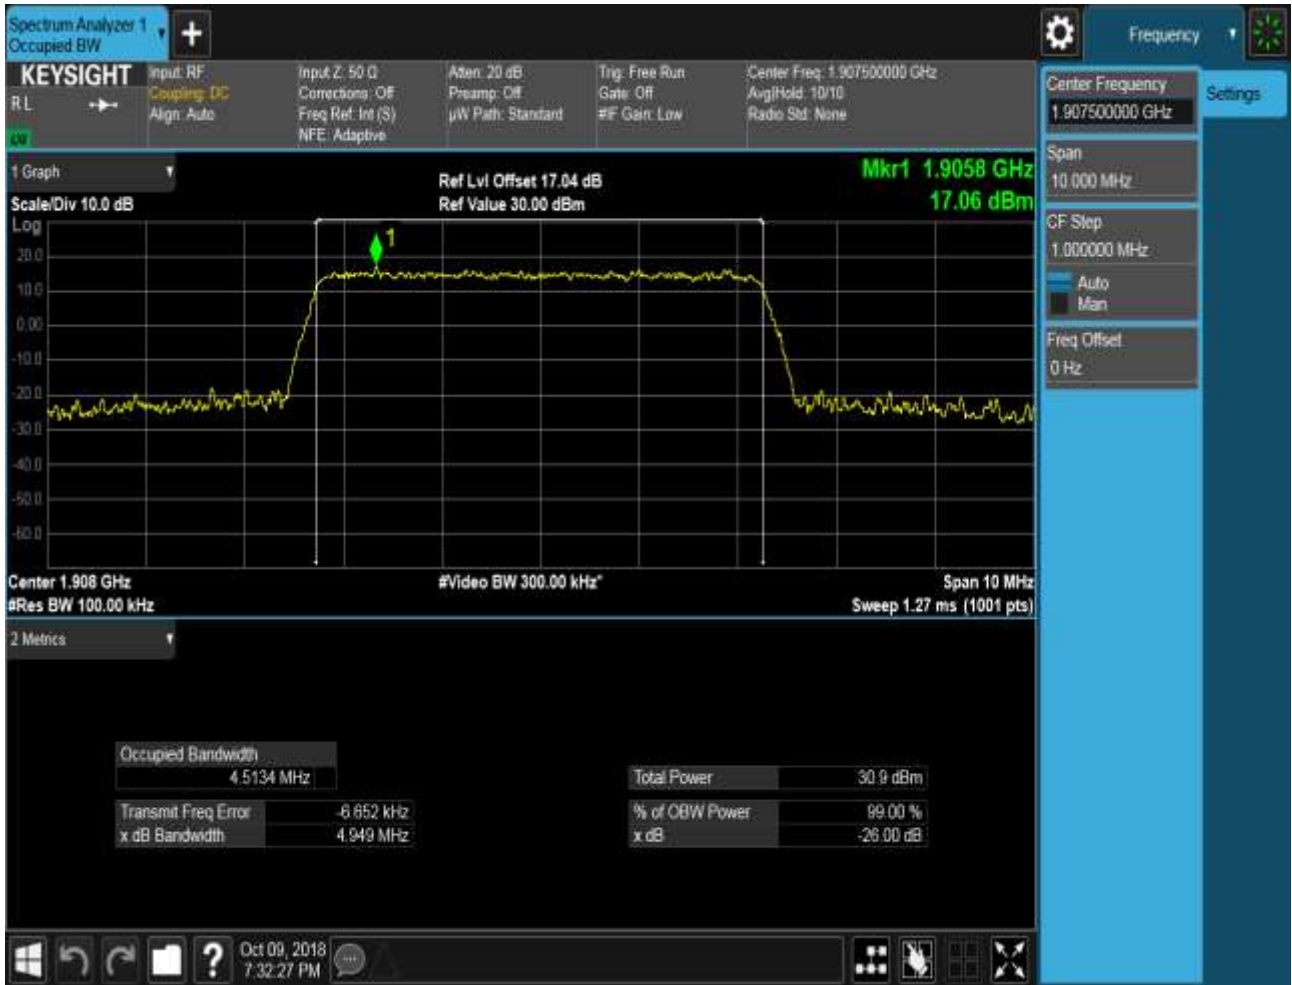 Spectrum Analyzer 1
Occupied BW
Frequency
KEYSIGHT
RL
Input: RF
Coupling: DC
Align: Auto
Input Z: 50 Ω
Corrections: Off
Freq Ref: Int (S)
NFE: Adaptive
Atten: 20 dB
Preamp: Off
µW Path: Standard
Trig: Free Run
Gate: Off
#IF Gain: Low
Center Freq: 1.907500000 GHz
Avg|Hold: 10/10
Radio Std: None
Center Frequency
1.907500000 GHz
Settings
Span
10.000 MHz
CF Step
1.000000 MHz
Auto
Man
Freq Offset
0 Hz
1 Graph
Scale/Div 10.0 dB
Ref Lvl Offset 17.04 dB
Ref Value 30.00 dBm
Mkr1 1.9058 GHz
17.06 dBm
Log
1
20.0
10.0
0.00
-10.0
-20.0
-30.0
-40.0
-50.0
-60.0
Center 1.908 GHz
#Res BW 100.00 kHz
#Video BW 300.00 kHz*
Span 10 MHz
Sweep 1.27 ms (1001 pts)
2 Metrics
Occupied Bandwidth
4.5134 MHz
Transmit Freq Error -6.652 kHz
x dB Bandwidth 4.949 MHz
Total Power 30.9 dBm
% of OBW Power 99.00 %
x dB -26.00 dB
?
Oct 09, 2018
7:32:27 PM